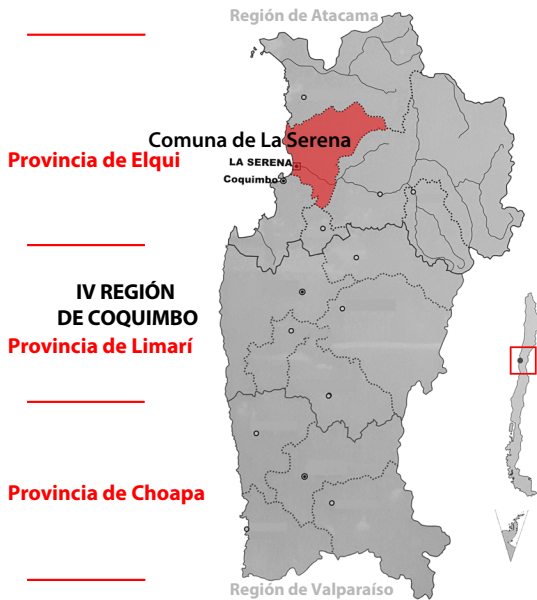 Región de Atacama
Comuna de La Serena
Provincia de Elqui
LA SERENA
Coquimbo
IV REGIÓN
DE COQUIMBO
Provincia de Limarí
Provincia de Choapa
Región de Valparaíso